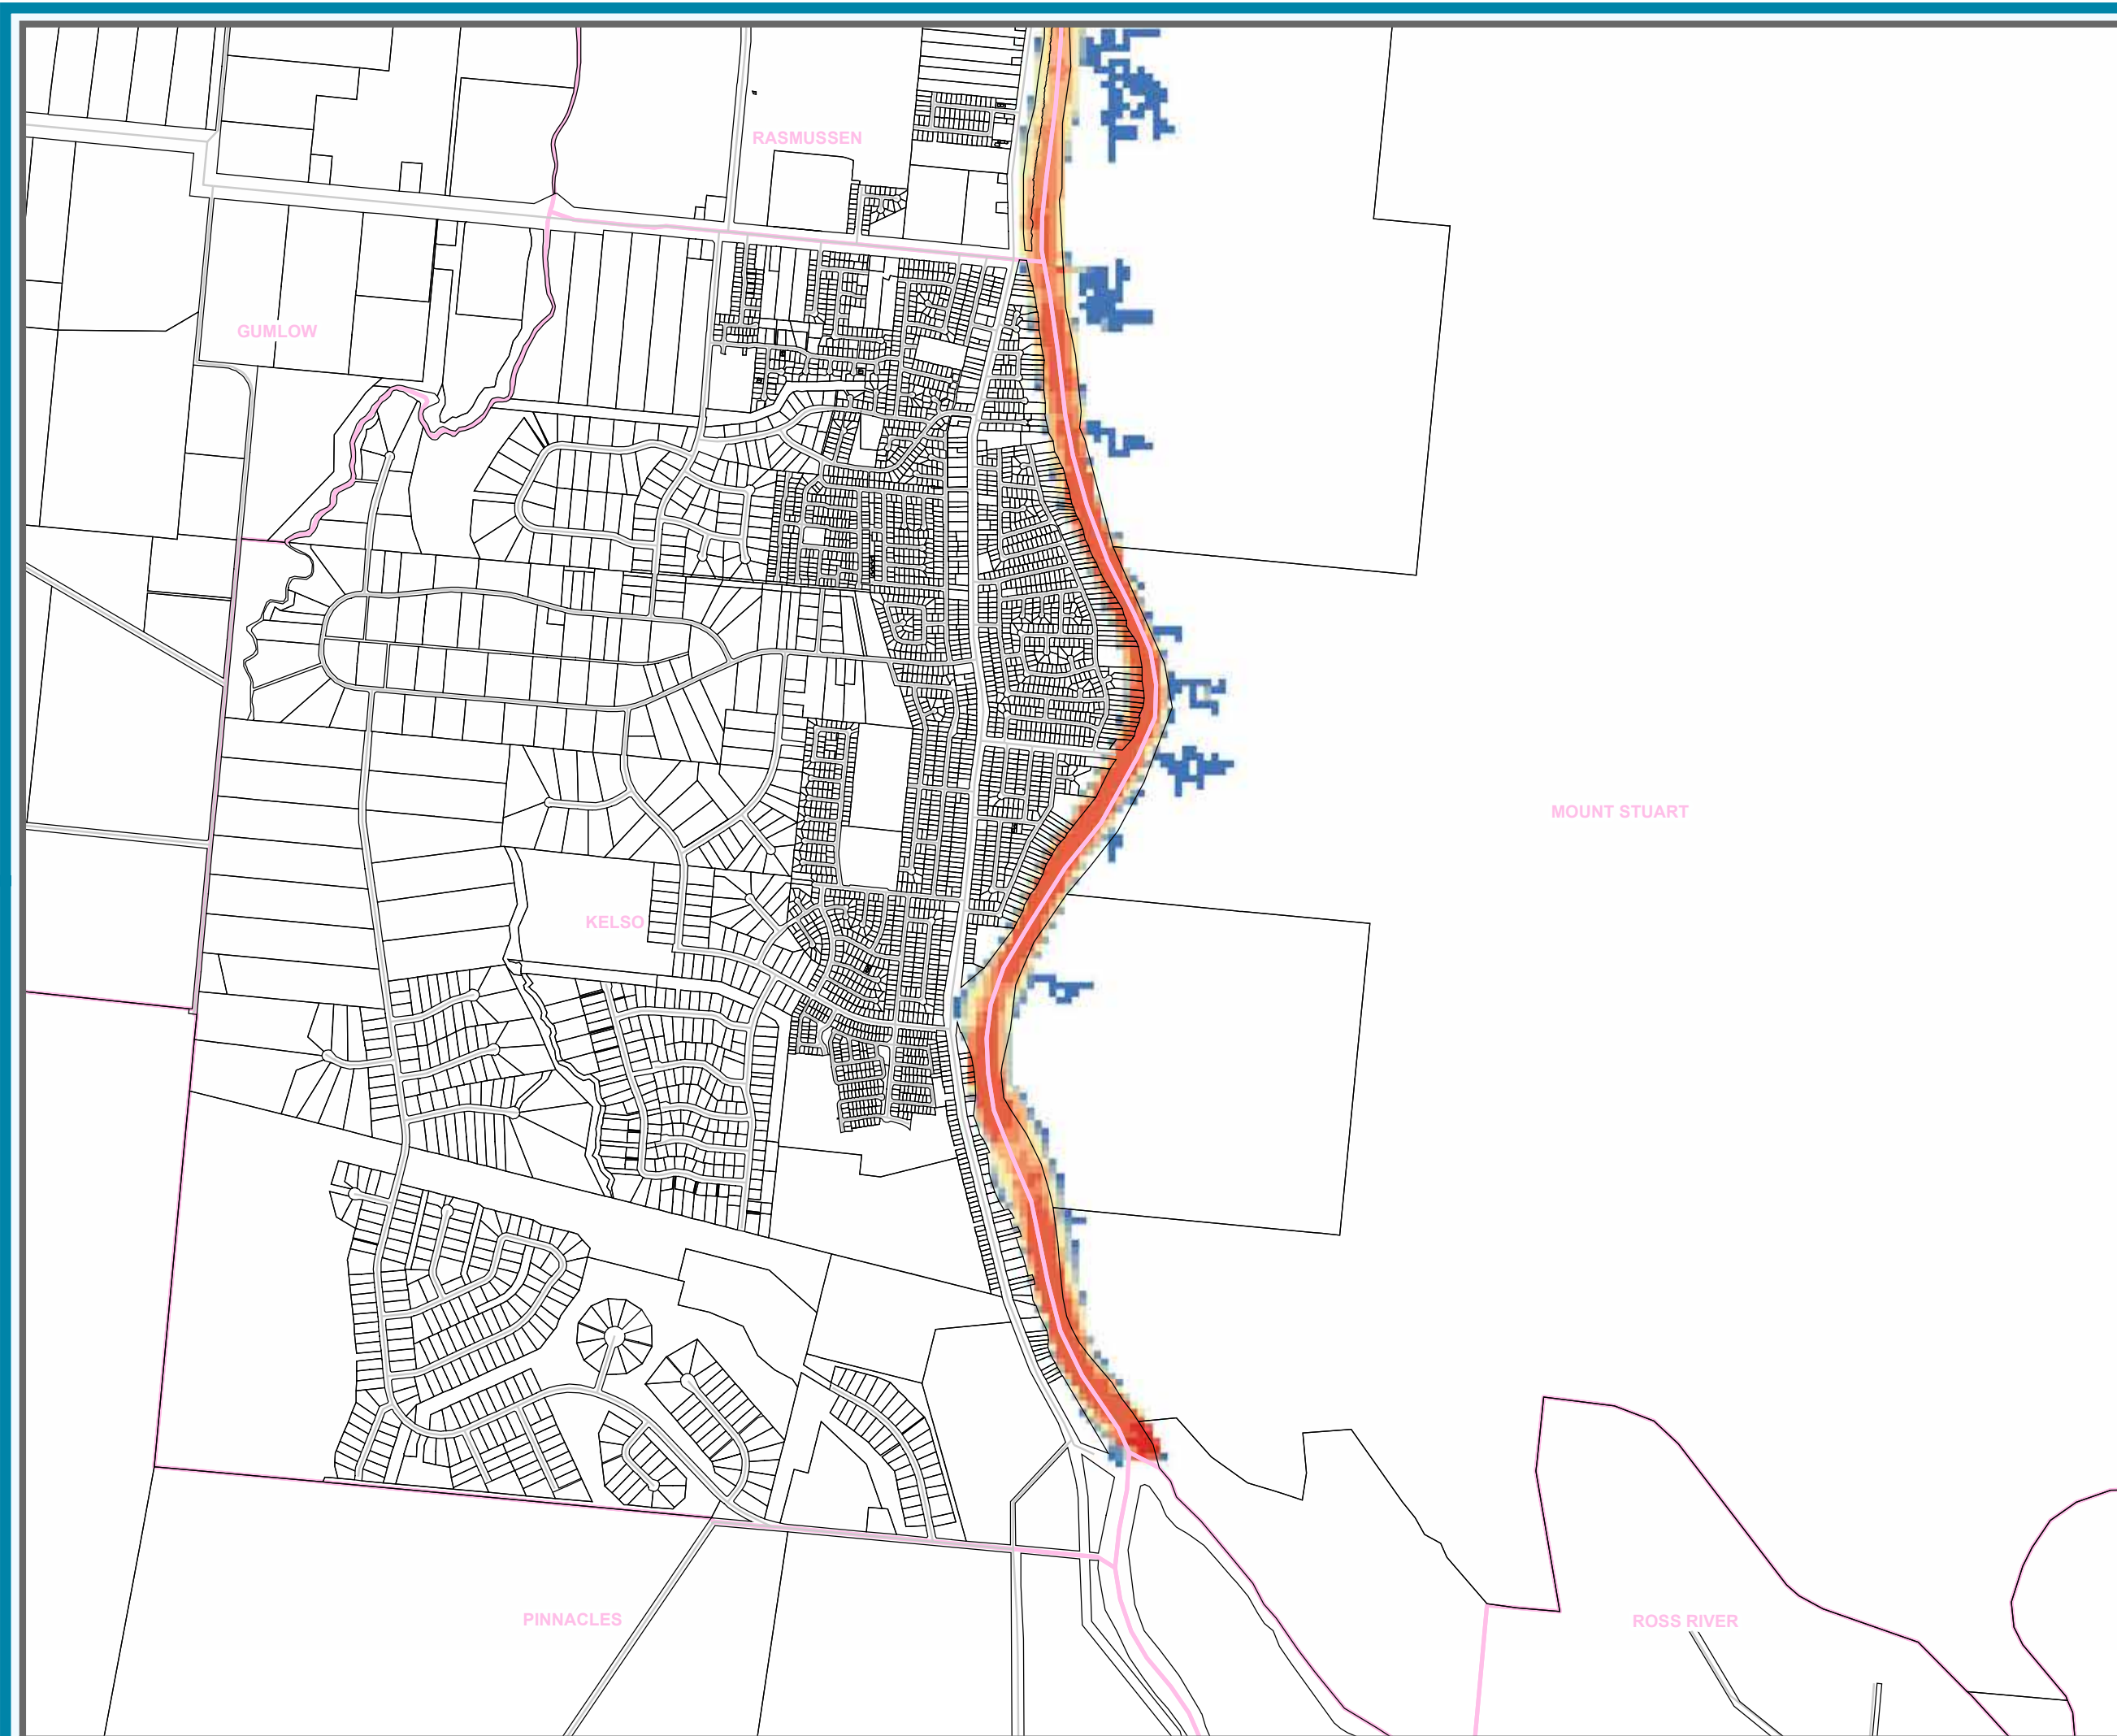 RASMUSSEN
GUMLOW
MOUNT STUART
KELSO
PINNACLES
ROSS RIVER